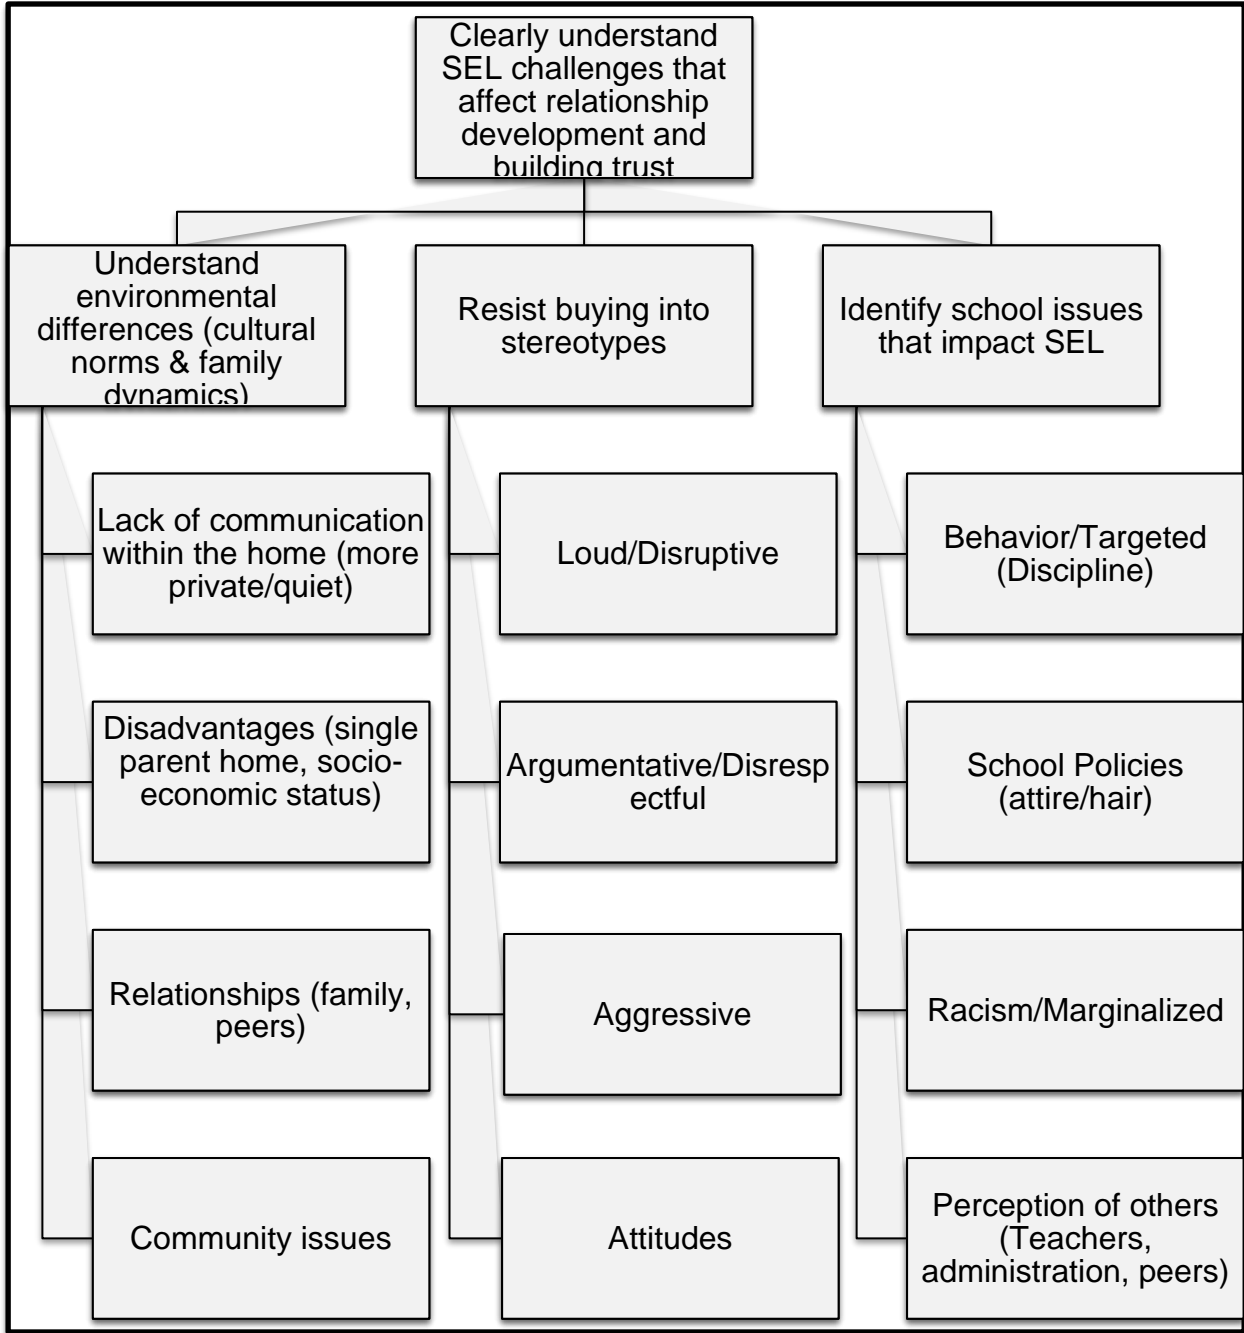 Clearly understand
SEL challenges that
affect relationship
development and
building trust
Understand
environmental
differences (cultural
norms & family
dynamics)
Resist buying into
stereotypes
Identify school issues
that impact SEL
Lack of communication
within the home (more
private/quiet)
Loud/Disruptive
Behavior/Targeted
(Discipline)
Disadvantages (single
parent home, socio-
economic status)
Argumentative/Disresp
ectful
School Policies
(attire/hair)
Relationships (family,
peers)
Aggressive
Racism/Marginalized
Community issues
Attitudes
Perception of others
(Teachers,
administration, peers)